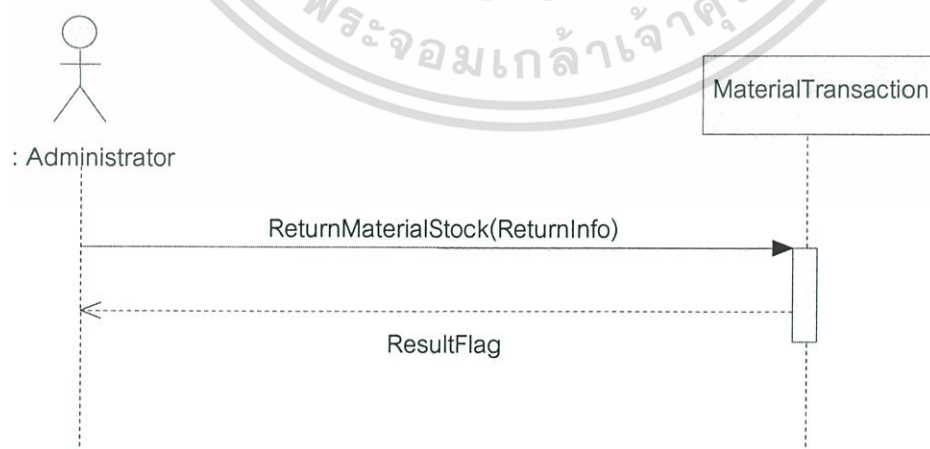 พระจอมเกล้าเจ้าคุณ
MaterialTransaction
: Administrator
ReturnMaterialStock(ReturnInfo)
ResultFlag